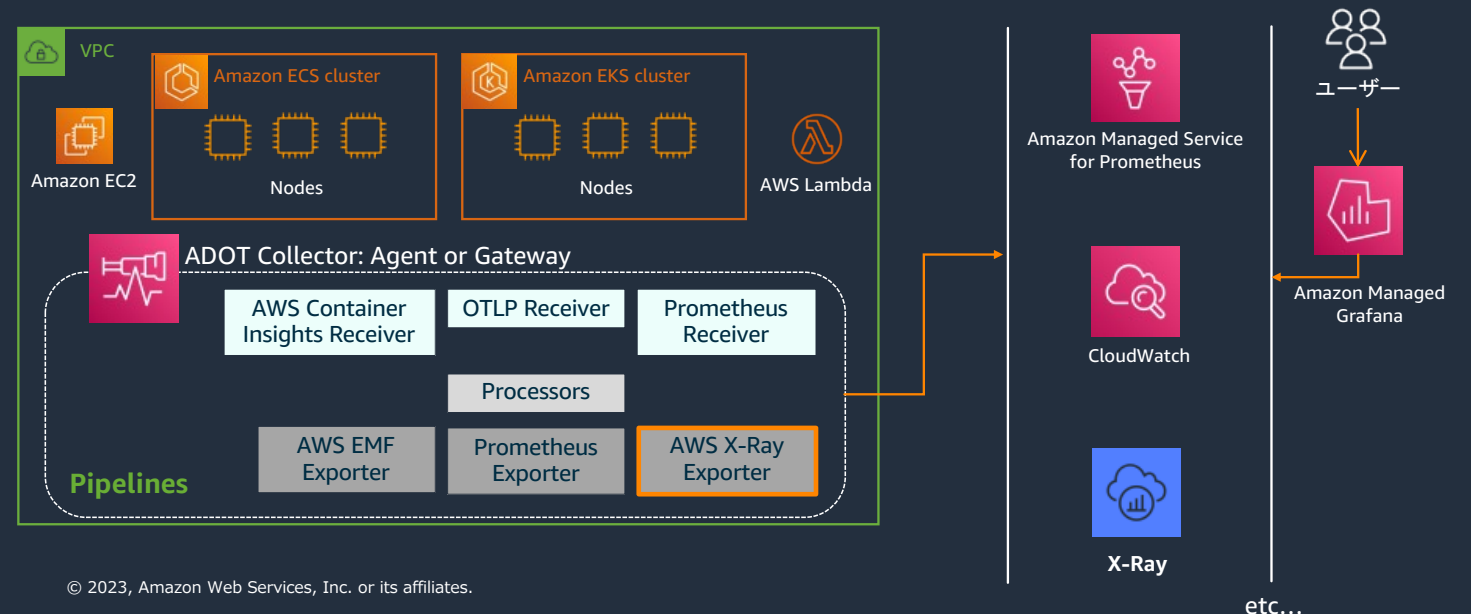 VPC
Amazon ECS cluster
Amazon EKS cluster
Amazon EC2
Nodes
Nodes
AWS Lambda
ADOT Collector: Agent or Gateway
AWS Container
Insights Receiver
OTLP Receiver
Prometheus
Receiver
Processors
AWS EMF
Exporter
Prometheus
Exporter
AWS X-Ray
Exporter
Pipelines
Amazon Managed Service
for Prometheus
CloudWatch
X-Ray
ユーザー
Amazon Managed
Grafana
etc...
© 2023, Amazon Web Services, Inc. or its affiliates.